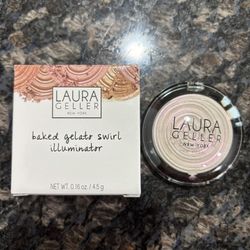 LAURA
GELLER
NEW YORK
baked gelato swirl
illuminator
NET WT. 0.16 oz. / 4.5 g
LAURA
GELLER
NEW YORK